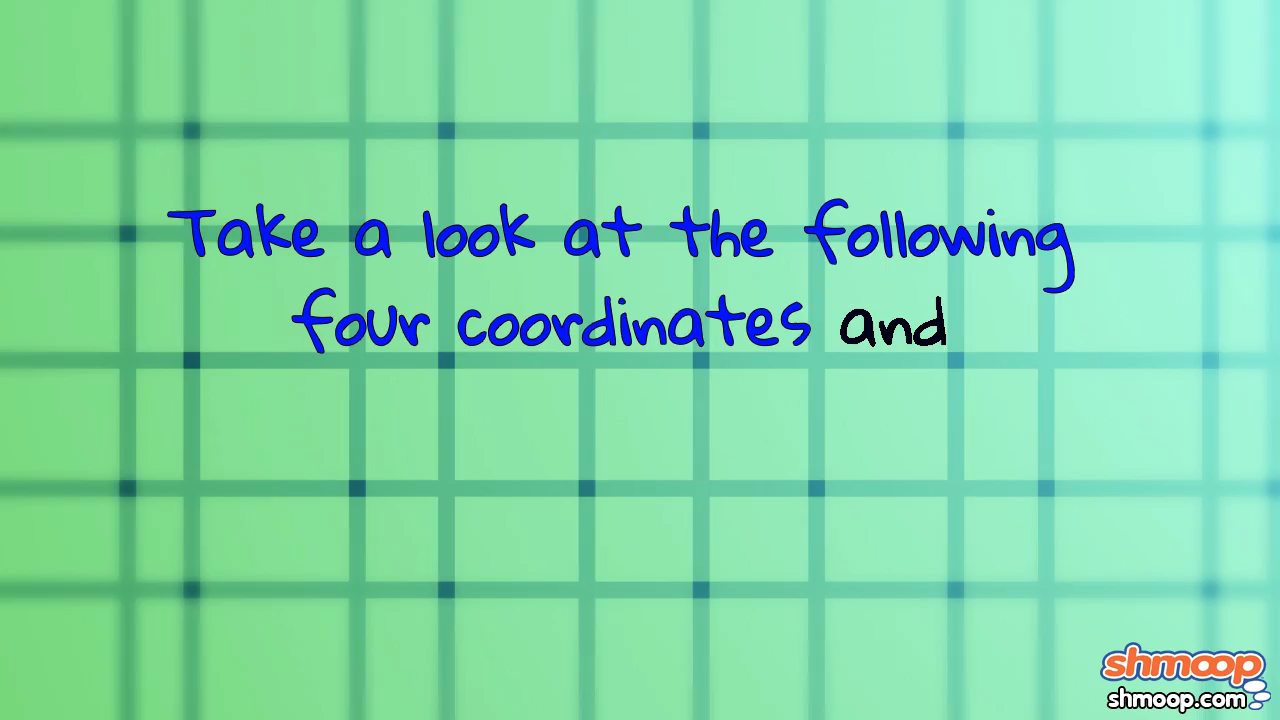 Take a look at the following
four coordinates and
shmoop
shmoop.com